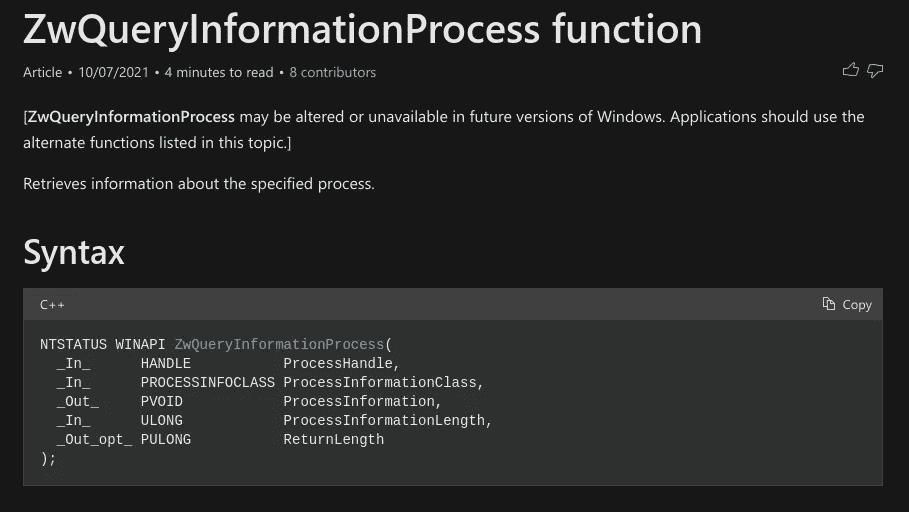 ZwQueryInformationProcess function
Article • 10/07/2021 • 4 minutes to read • 8 contributors
[ZwQueryInformationProcess may be altered or unavailable in future versions of Windows. Applications should use the
alternate functions listed in this topic.]
Retrieves information about the specified process.
Syntax
C++ Copy
NTSTATUS WINAPI ZwQueryInformationProcess(
  _In_      HANDLE           ProcessHandle,
  _In_      PROCESSINFOCLASS ProcessInformationClass,
  _Out_     PVOID            ProcessInformation,
  _In_      ULONG            ProcessInformationLength,
  _Out_opt_ PULONG           ReturnLength
);